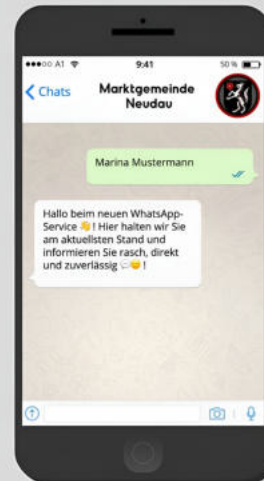 A1 9:41 50 %
Chats Marktgemeinde
Neudau
Marina Mustermann
Hallo beim neuen WhatsApp-
Service 👋 ! Hier halten wir Sie
am aktuellsten Stand und
informieren Sie rasch, direkt
und zuverlässig 💬😊 !